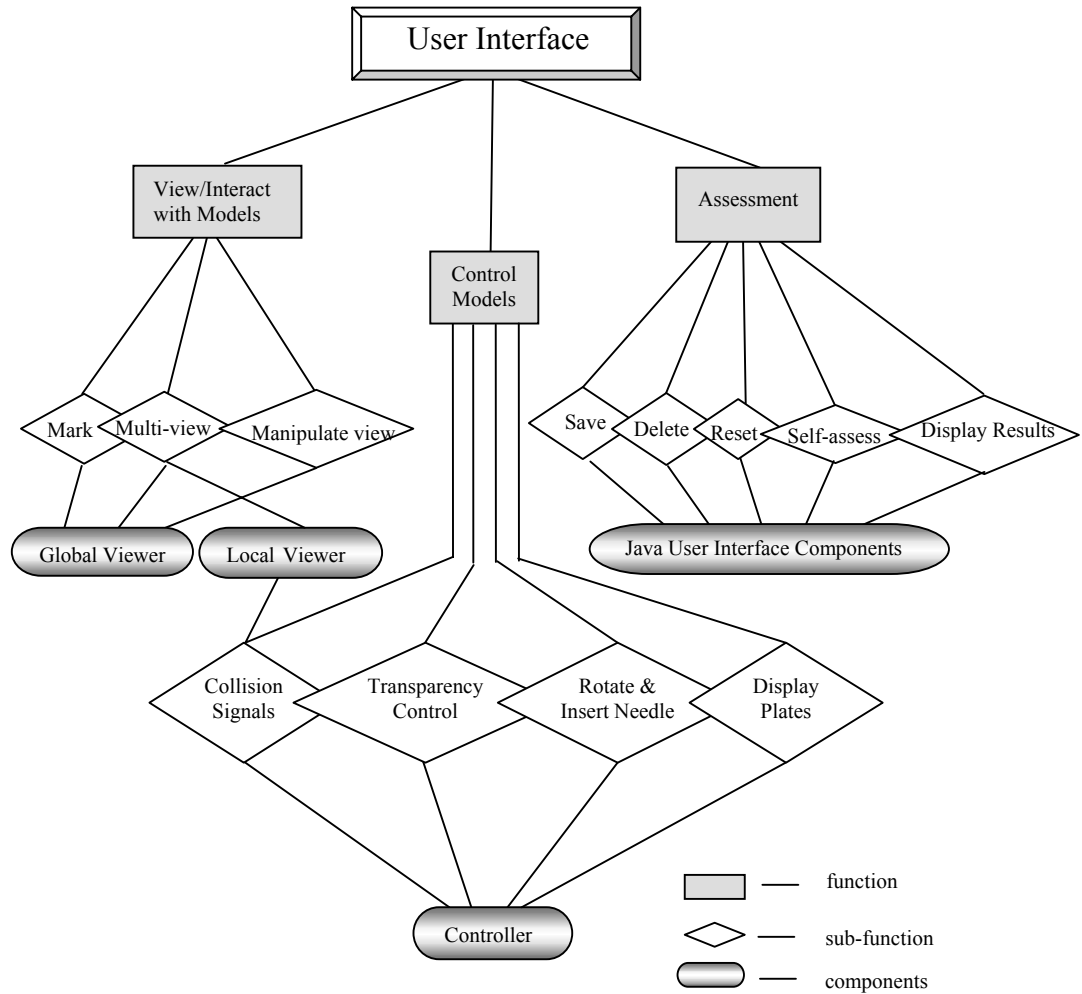 User Interface
View/Interact
with Models
Assessment
Control
Models
Mark
Multi-view
Manipulate view
Save
Delete
Reset
Self-assess
Display Results
Global Viewer
Local Viewer
Java User Interface Components
Collision
Signals
Transparency
Control
Rotate &
Insert Needle
Display
Plates
Controller
function
sub-function
components